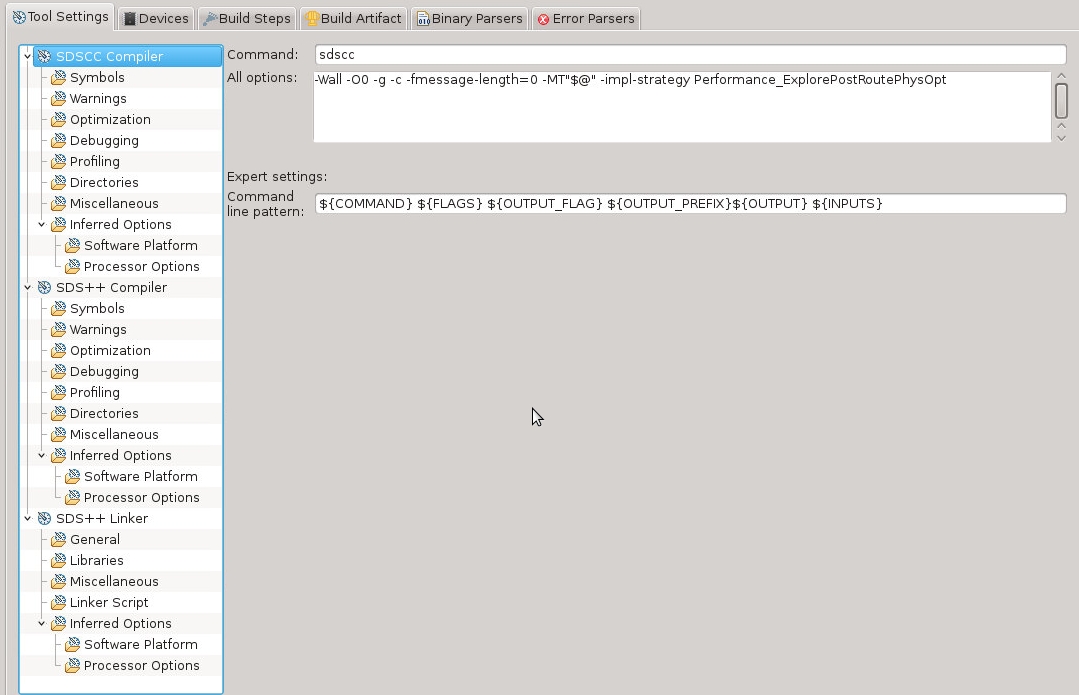 Tool Settings Devices Build Steps Build Artifact Binary Parsers Error Parsers
SDSCC Compiler
Symbols
Warnings
Optimization
Debugging
Profiling
Directories
Miscellaneous
Inferred Options
Software Platform
Processor Options
SDS++ Compiler
Symbols
Warnings
Optimization
Debugging
Profiling
Directories
Miscellaneous
Inferred Options
Software Platform
Processor Options
SDS++ Linker
General
Libraries
Miscellaneous
Linker Script
Inferred Options
Software Platform
Processor Options
Command: sdscc
All options: -Wall -O0 -g -c -fmessage-length=0 -MT"$@" -impl-strategy Performance_ExplorePostRoutePhysOpt
Expert settings:
Command
line pattern: ${COMMAND} ${FLAGS} ${OUTPUT_FLAG} ${OUTPUT_PREFIX}${OUTPUT} ${INPUTS}